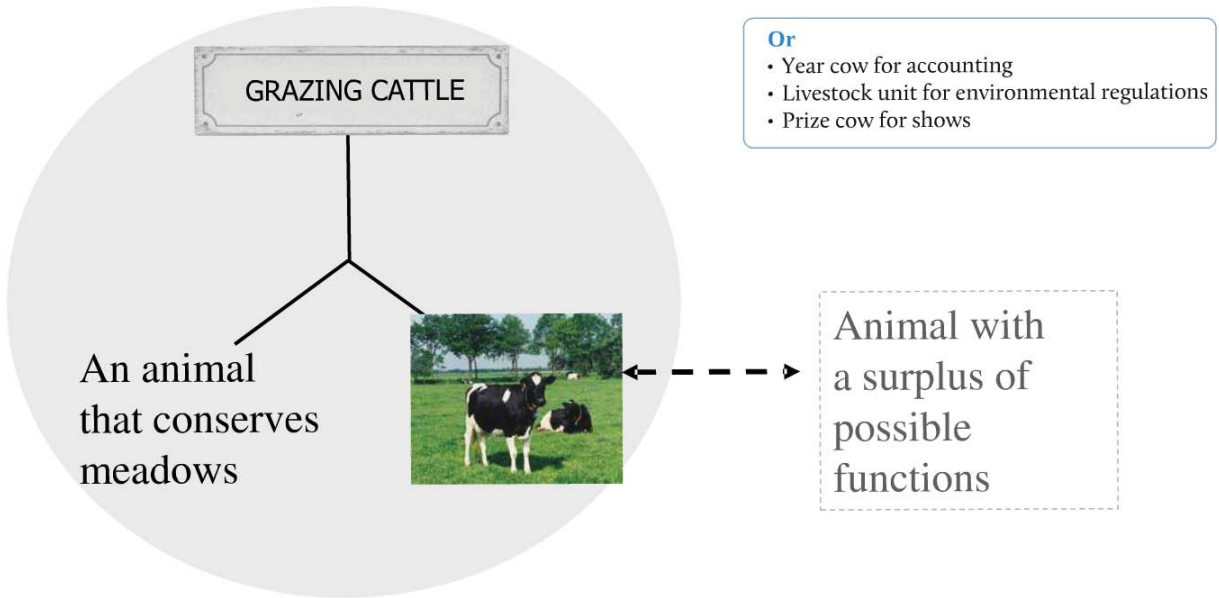 GRAZING CATTLE
Or
• Year cow for accounting
• Livestock unit for environmental regulations
• Prize cow for shows
An animal
that conserves
meadows
Animal with
a surplus of
possible
functions